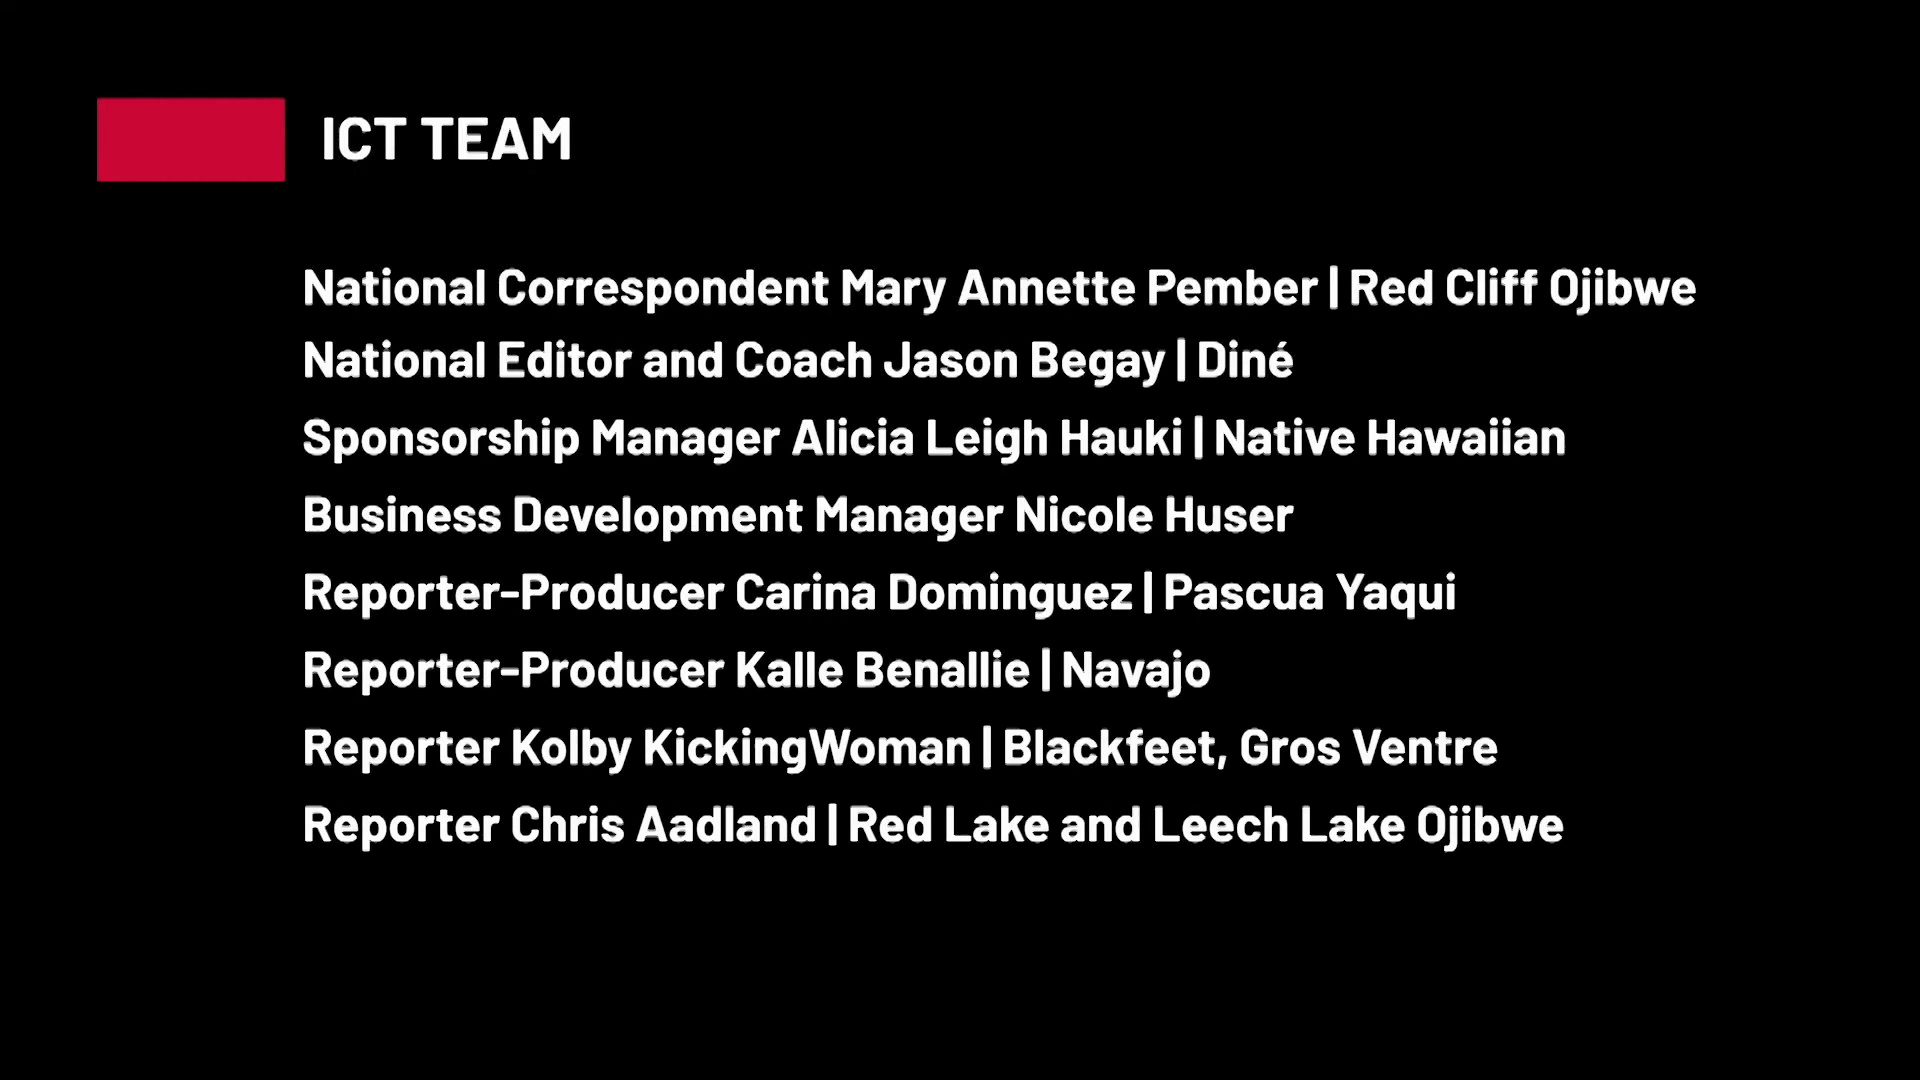 ICT TEAM
National Correspondent Mary Annette Pember | Red Cliff Ojibwe
National Editor and Coach Jason Begay | Diné
Sponsorship Manager Alicia Leigh Hauki | Native Hawaiian
Business Development Manager Nicole Huser
Reporter-Producer Carina Dominguez | Pascua Yaqui
Reporter-Producer Kalle Benallie | Navajo
Reporter Kolby KickingWoman | Blackfeet, Gros Ventre
Reporter Chris Aadland | Red Lake and Leech Lake Ojibwe